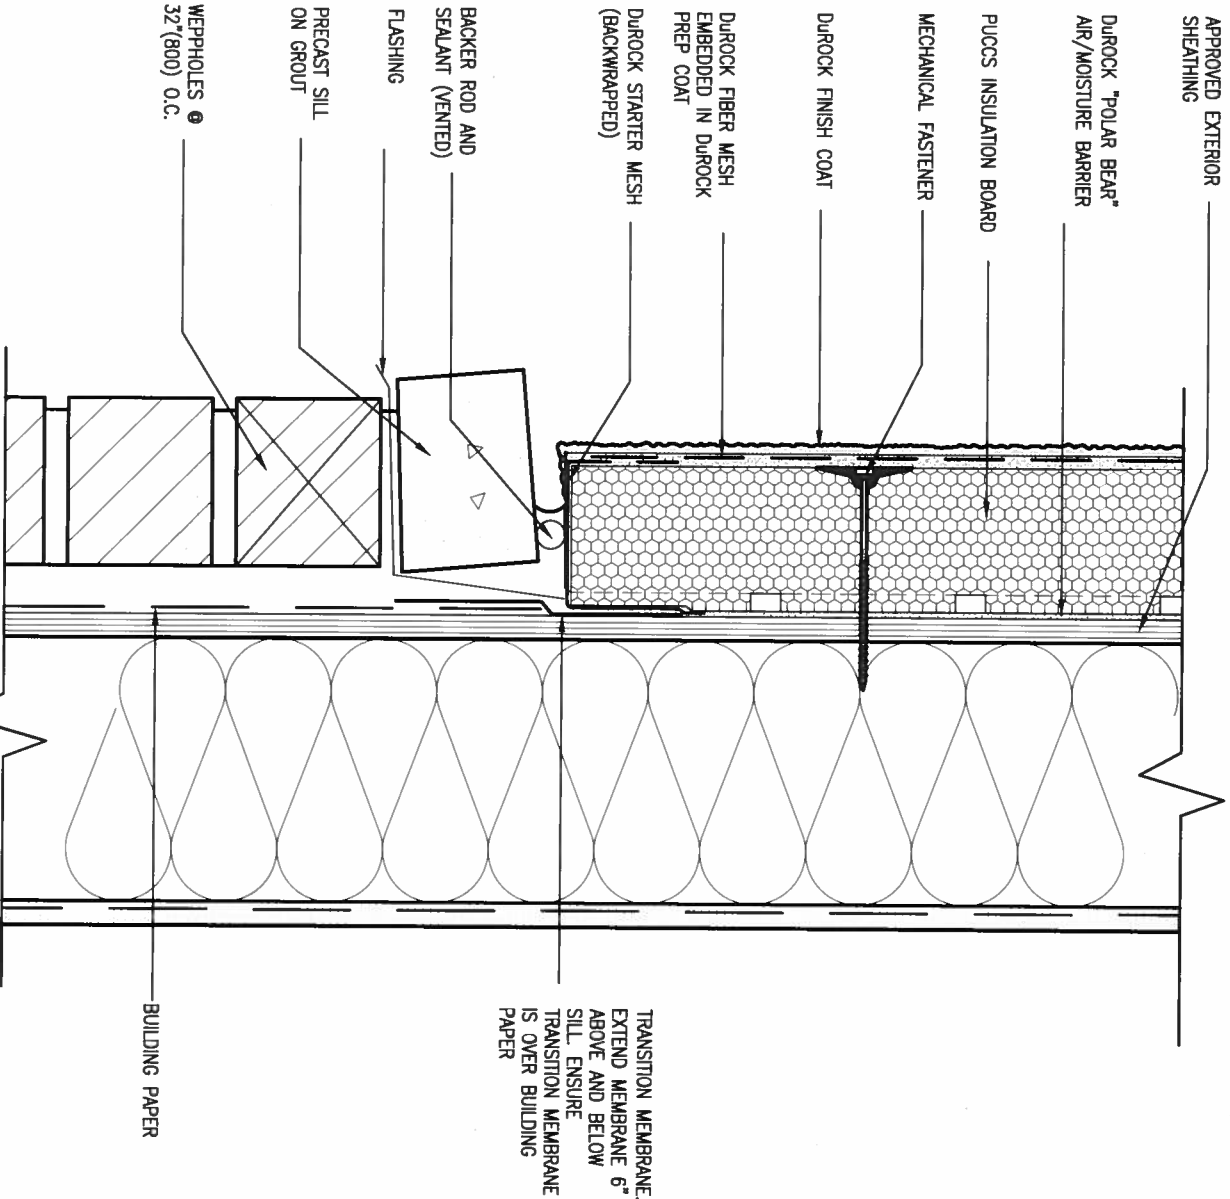 APPROVED EXTERIOR
SHEATHING
DuROCK "POLAR BEAR"
AIR/MOISTURE BARRIER
PUCCS INSULATION BOARD
MECHANICAL FASTENER
DuROCK FINISH COAT
DuROCK FIBER MESH
EMBEDDED IN DuROCK
PREP COAT
DuROCK STARTER MESH
(BACKWRAPPED)
BACKER ROD AND
SEALANT (VENTED)
FLASHING
PRECAST SILL
ON GROUT
WEPPHOLES @
32"(800) O.C.
TRANSITION MEMBRANE.
EXTEND MEMBRANE 6"
ABOVE AND BELOW
SILL. ENSURE
TRANSITION MEMBRANE
IS OVER BUILDING
PAPER
BUILDING PAPER